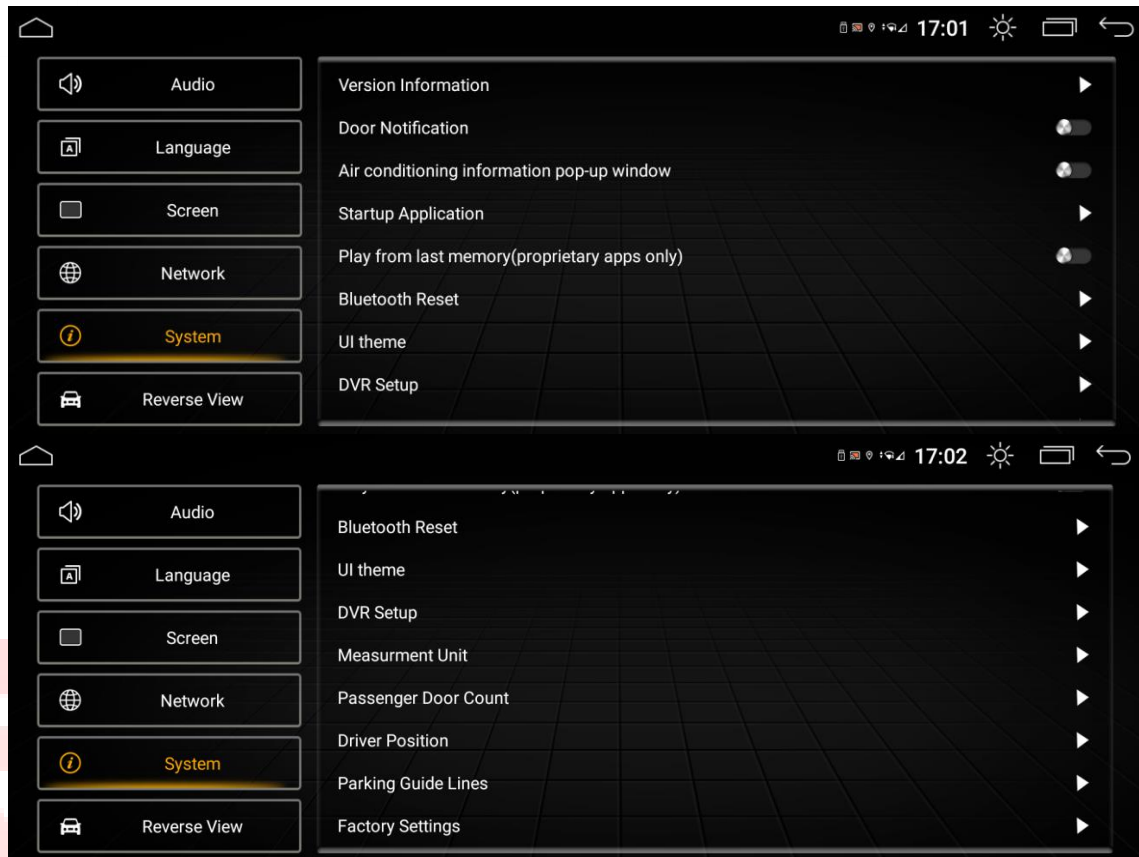 17:01
Audio
Language
Screen
Network
System
Reverse View
Version Information
Door Notification
Air conditioning information pop-up window
Startup Application
Play from last memory(proprietary apps only)
Bluetooth Reset
UI theme
DVR Setup
17:02
Audio
Language
Screen
Network
System
Reverse View
Bluetooth Reset
UI theme
DVR Setup
Measurment Unit
Passenger Door Count
Driver Position
Parking Guide Lines
Factory Settings